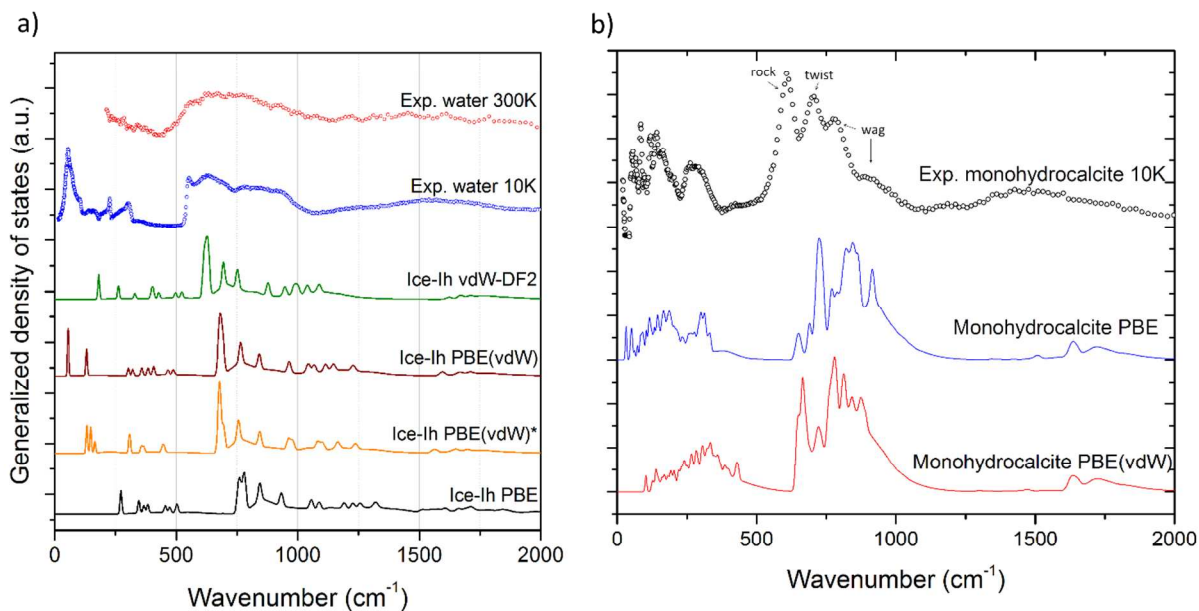 a)
Generalized density of states (a.u.)
Exp. water 300K
Exp. water 10K
Ice-Ih vdW-DF2
Ice-Ih PBE(vdW)
Ice-Ih PBE(vdW)*
Ice-Ih PBE
0 500 1000 1500 2000
Wavenumber (cm-1)
b)
rock
twist
wag
Exp. monohydrocalcite 10K
Monohydrocalcite PBE
Monohydrocalcite PBE(vdW)
0 500 1000 1500 2000
Wavenumber (cm-1)